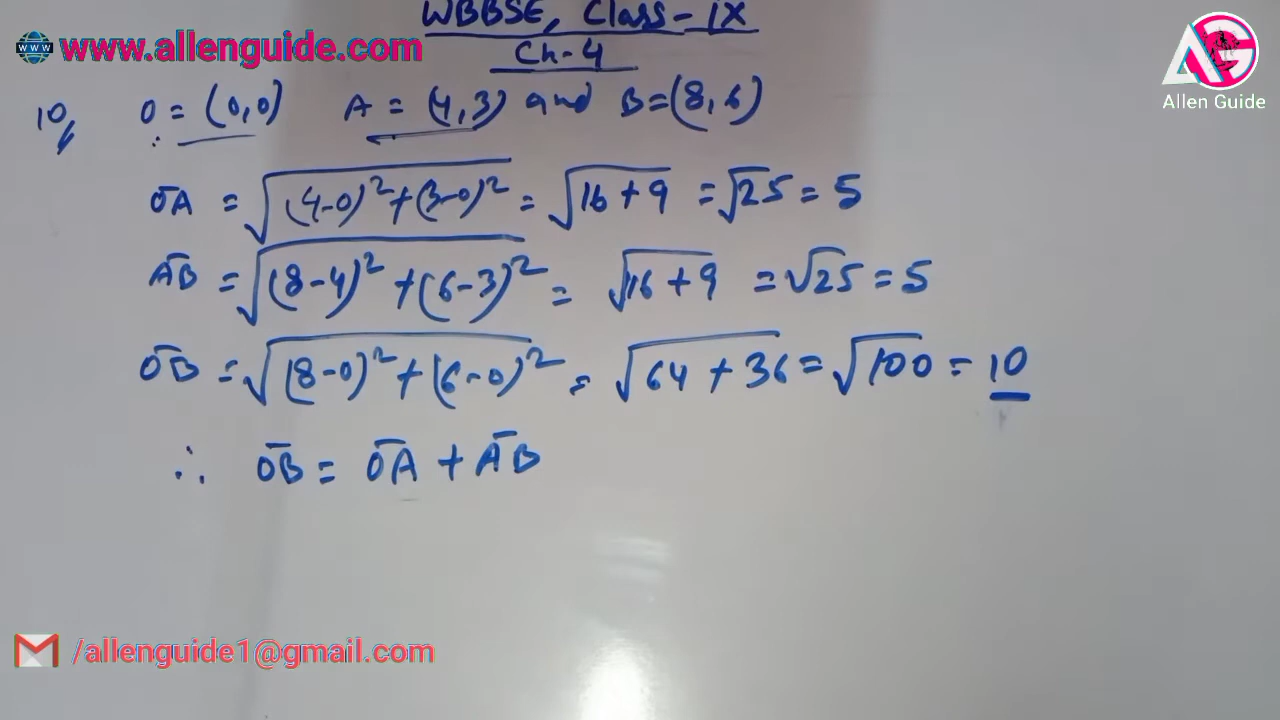 WBBSE, Class-IX
www.allenguide.com
Ch-4
Allen Guide
10, O = (0,0) A = (4,3) and B=(8,6)
OA = √(4-0)²+(3-0)² = √16+9 = √25 = 5
AB = √(8-4)²+(6-3)² = √16+9 = √25 = 5
OB = √(8-0)²+(6-0)² = √64+36 = √100 = 10
∴ OB = OA + AB
/allenguide1@gmail.com